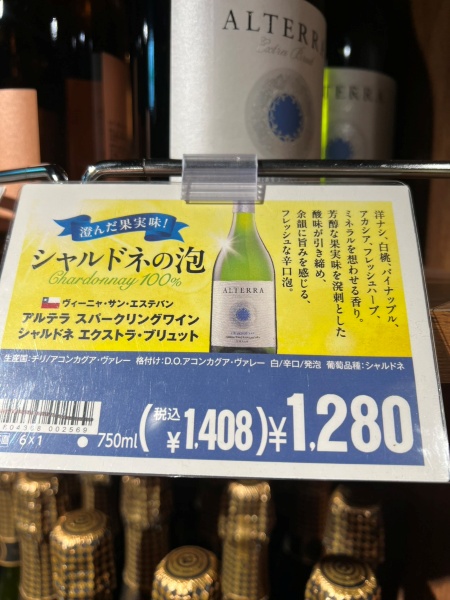 ALTERRA
Extra Brut
TERRA
澄んだ果実味!
シャルドネの泡
Chardonnay 100%
ヴィーニャ・サン・エステバン
アルテラ スパークリングワイン
シャルドネ エクストラ・ブリュット
ALTERRA
洋ナシ、白桃、パイナップル、
アカシア、フレッシュハーブ、
ミネラルを想わせる香り。
芳醇な果実味を溌剌とした
酸味が引き締め、
余韻に旨みを感じる、
フレッシュな辛口泡。
生産国:チリ/アコンカグア・ヴァレー 格付け:D.O.アコンカグア・ヴァレー 白/辛口/発泡 葡萄品種:シャルドネ
002569
6×1
750ml (税込¥1,408) ¥1,280